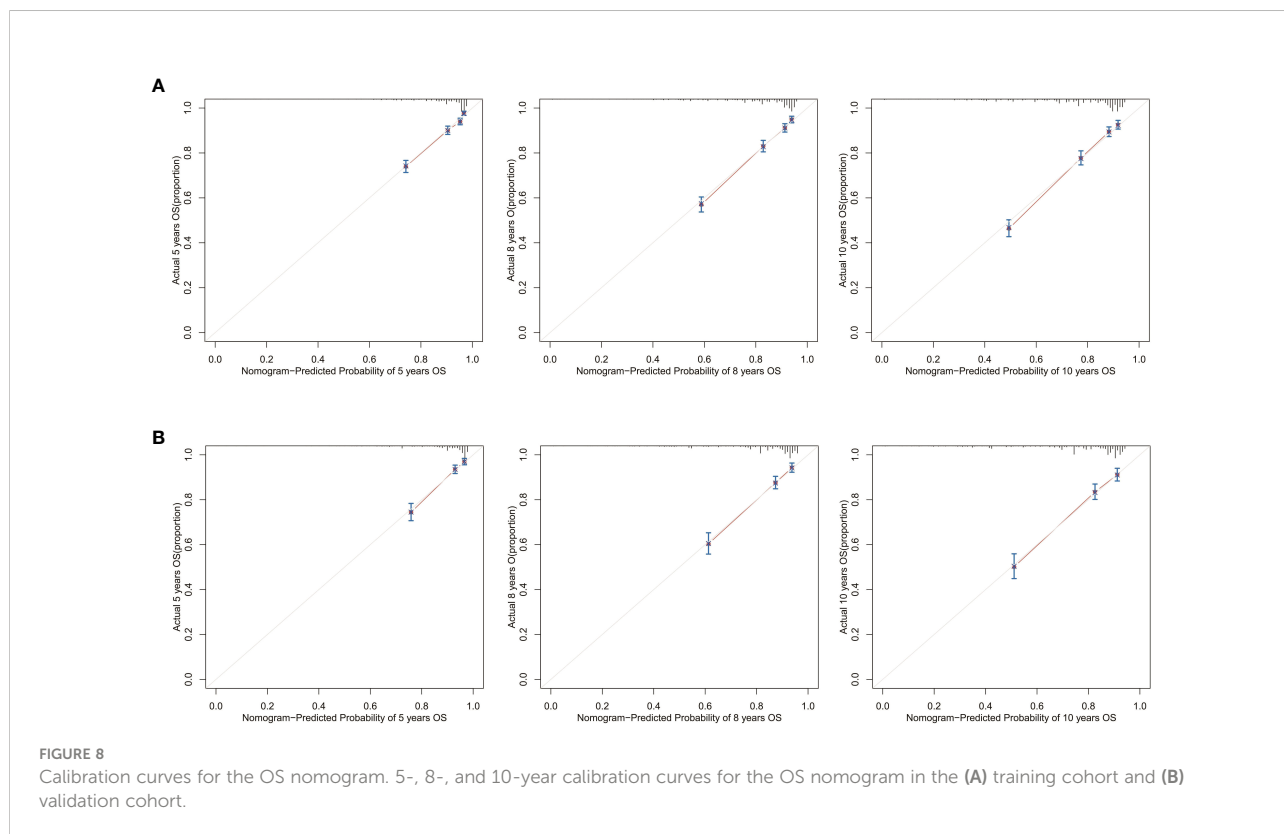 A
Actual 5 years OS(proportion)
0.0 0.2 0.4 0.6 0.8 1.0
0.0 0.2 0.4 0.6 0.8 1.0
Nomogram−Predicted Probability of 5 years OS
Actual 8 years O(proportion)
0.0 0.2 0.4 0.6 0.8 1.0
0.0 0.2 0.4 0.6 0.8 1.0
Nomogram−Predicted Probability of 8 years OS
Actual 10 years OS(proportion)
0.0 0.2 0.4 0.6 0.8 1.0
0.0 0.2 0.4 0.6 0.8 1.0
Nomogram−Predicted Probability of 10 years OS
B
Actual 5 years OS(proportion)
0.0 0.2 0.4 0.6 0.8 1.0
0.0 0.2 0.4 0.6 0.8 1.0
Nomogram−Predicted Probability of 5 years OS
Actual 8 years O(proportion)
0.0 0.2 0.4 0.6 0.8 1.0
0.0 0.2 0.4 0.6 0.8 1.0
Nomogram−Predicted Probability of 8 years OS
Actual 10 years OS(proportion)
0.0 0.2 0.4 0.6 0.8 1.0
0.0 0.2 0.4 0.6 0.8 1.0
Nomogram−Predicted Probability of 10 years OS
FIGURE 8
Calibration curves for the OS nomogram. 5-, 8-, and 10-year calibration curves for the OS nomogram in the (A) training cohort and (B)
validation cohort.